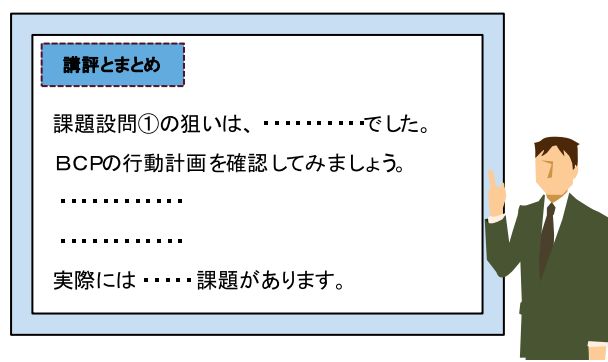 講評とまとめ
課題設問①の狙いは、・・・・・・・・・・でした。
BCPの行動計画を確認してみましょう。
・・・・・・・・・・・・
・・・・・・・・・・・・
実際には・・・・・課題があります。